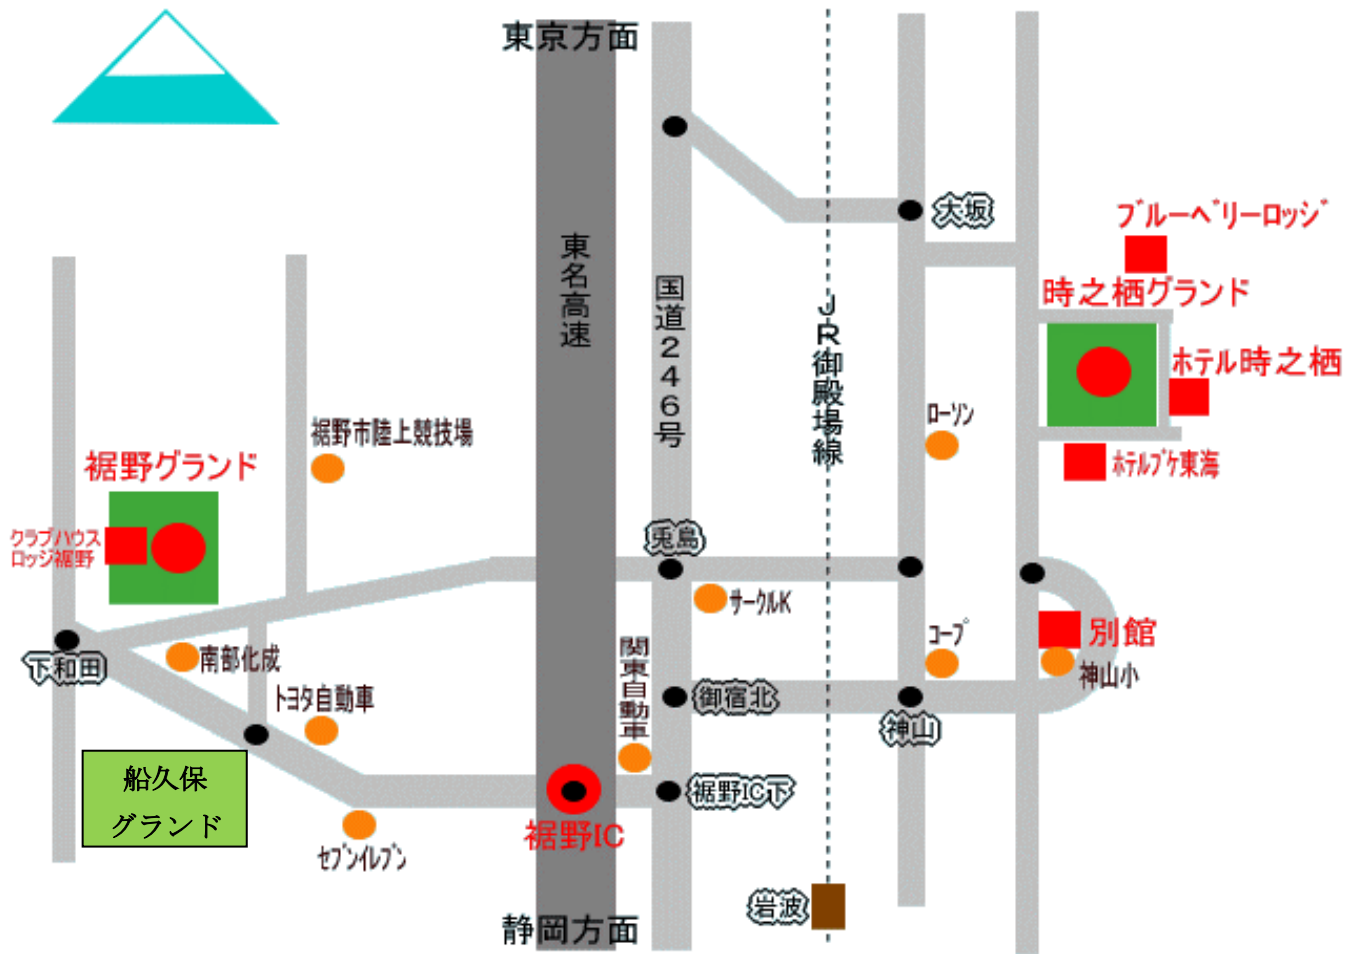 東京方面
大坂
ブルーベリーロッジ
東名高速
国道246号
JR御殿場線
時之栖グランド
ホテル時之栖
ローソン
裾野市陸上競技場
裾野グランド
ホテルブケ東海
クラブハウス
ロッジ裾野
兎島
サークルK
関東自動車
コープ
別館
下和田
南部化成
神山小
トヨタ自動車
御宿北
神山
船久保
グランド
裾野IC下
裾野IC
セブンイレブン
岩波
静岡方面